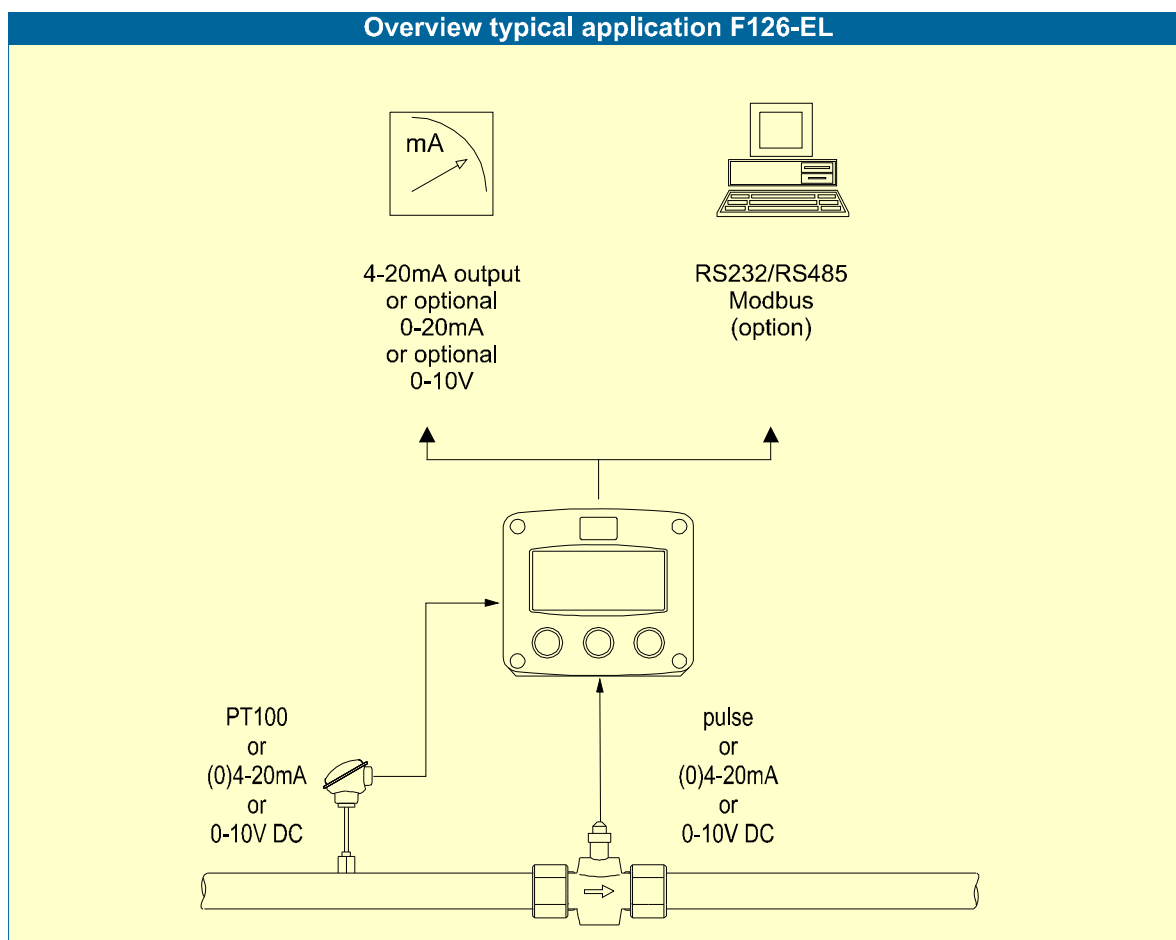 Overview typical application F126-EL
mA
4-20mA output
or optional
0-20mA
or optional
0-10V
RS232/RS485
Modbus
(option)
PT100
or
(0)4-20mA
or
0-10V DC
pulse
or
(0)4-20mA
or
0-10V DC